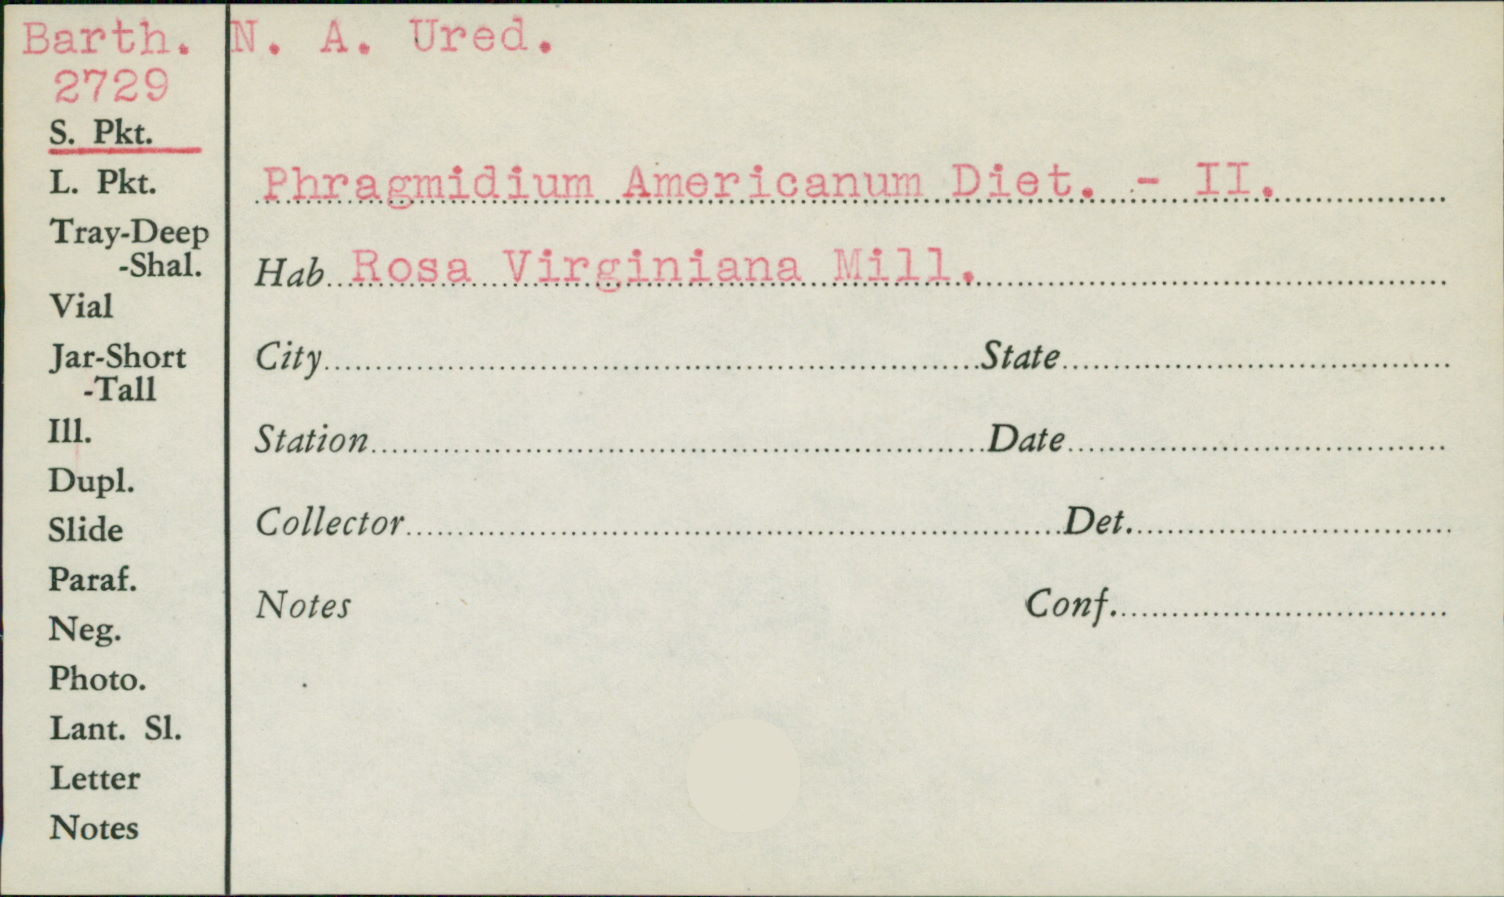 Barth. N. A. Ured.
2729
S. Pkt.
L. Pkt.
Tray-Deep
-Shal.
Vial
Jar-Short
-Tall
Ill.
Dupl.
Slide
Paraf.
Neg.
Photo.
Lant. Sl.
Letter
Notes
Phragmidium Americanum Diet. - II.
Hab Rosa Virginiana Mill.
City State
Station Date
Collector Det.
Notes Conf.